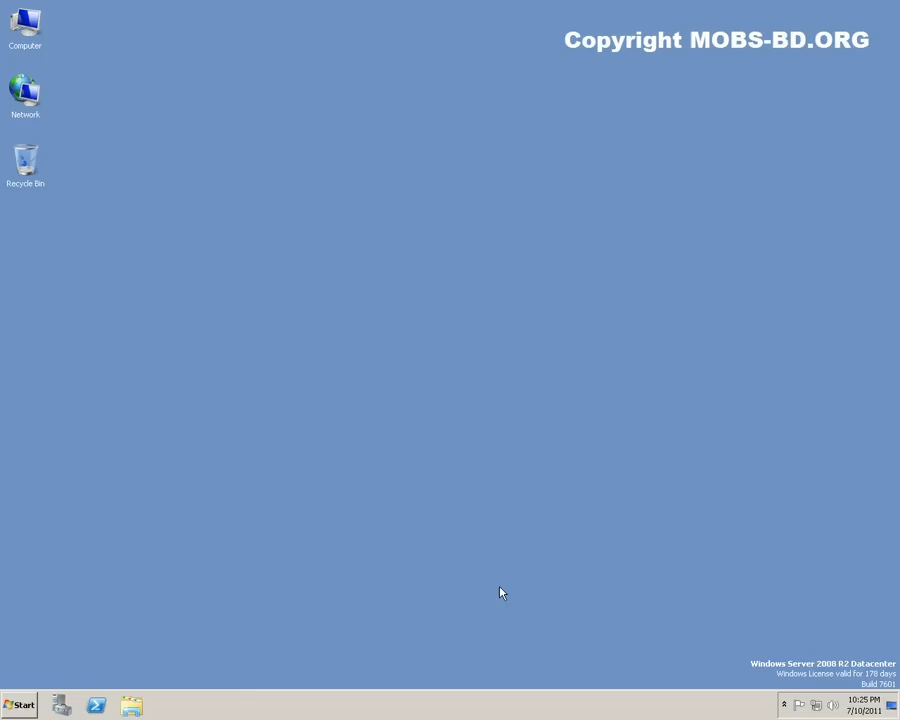 Computer
Copyright MOBS-BD.ORG
Network
Recycle Bin
Windows Server 2008 R2 Datacenter
Windows License valid for 178 days
Build 7601
Start
10:25 PM
7/10/2011